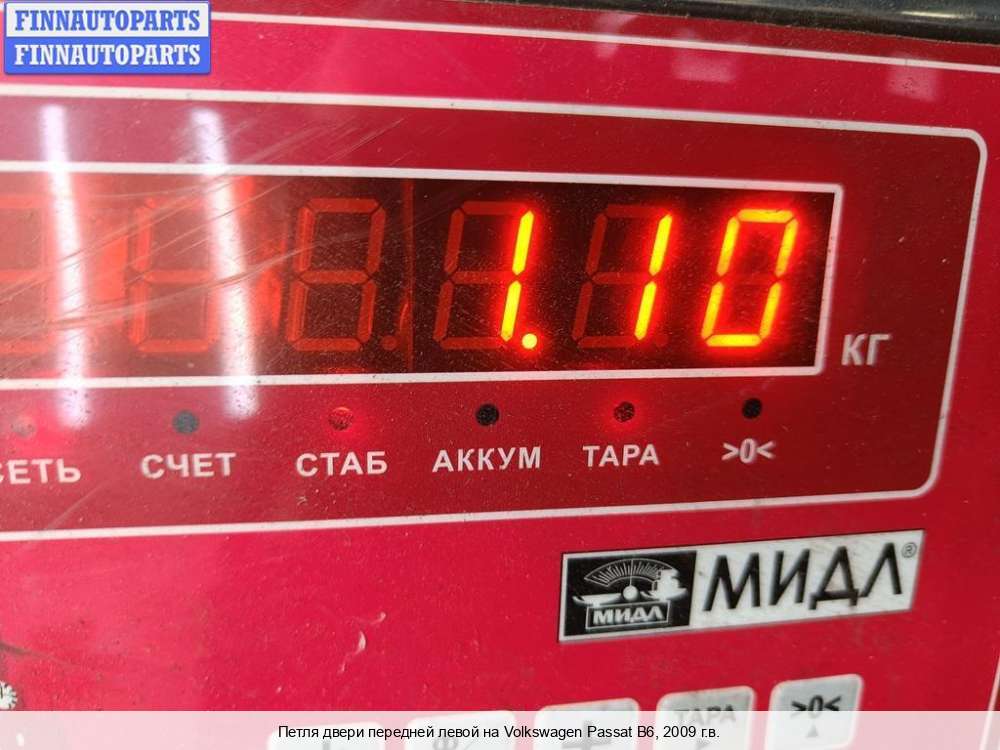 FINNAUTOPARTS
FINNAUTOPARTS
1.10
КГ
СЕТЬ СЧЕТ СТАБ АККУМ ТАРА >0<
МИДЛ МИДЛ®
ТАРА >0<
Петля двери передней левой на Volkswagen Passat B6, 2009 г.в.